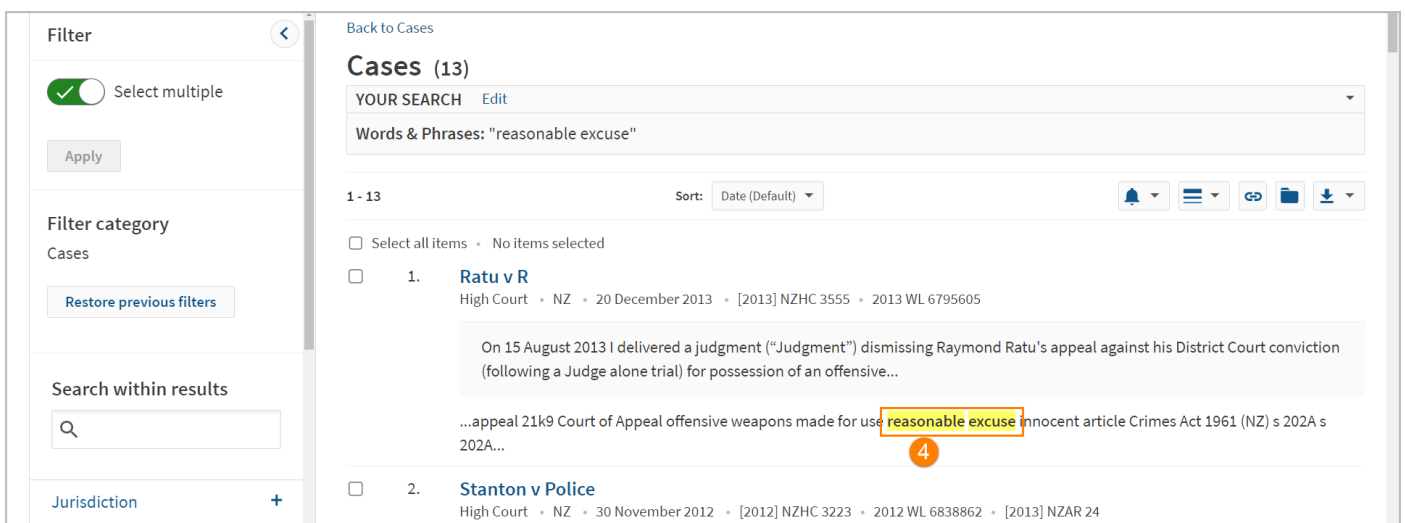 Filter
Select multiple
Apply
Filter category
Cases
Restore previous filters
Search within results
Jurisdiction +
Back to Cases
Cases (13)
YOUR SEARCH Edit
Words & Phrases: "reasonable excuse"
1 - 13 Sort: Date (Default)
Select all items • No items selected
1. Ratu v R
High Court • NZ • 20 December 2013 • [2013] NZHC 3555 • 2013 WL 6795605
On 15 August 2013 I delivered a judgment (“Judgment”) dismissing Raymond Ratu's appeal against his District Court conviction
(following a Judge alone trial) for possession of an offensive...
...appeal 21k9 Court of Appeal offensive weapons made for use reasonable excuse innocent article Crimes Act 1961 (NZ) s 202A s
202A...
4
2. Stanton v Police
High Court • NZ • 30 November 2012 • [2012] NZHC 3223 • 2012 WL 6838862 • [2013] NZAR 24